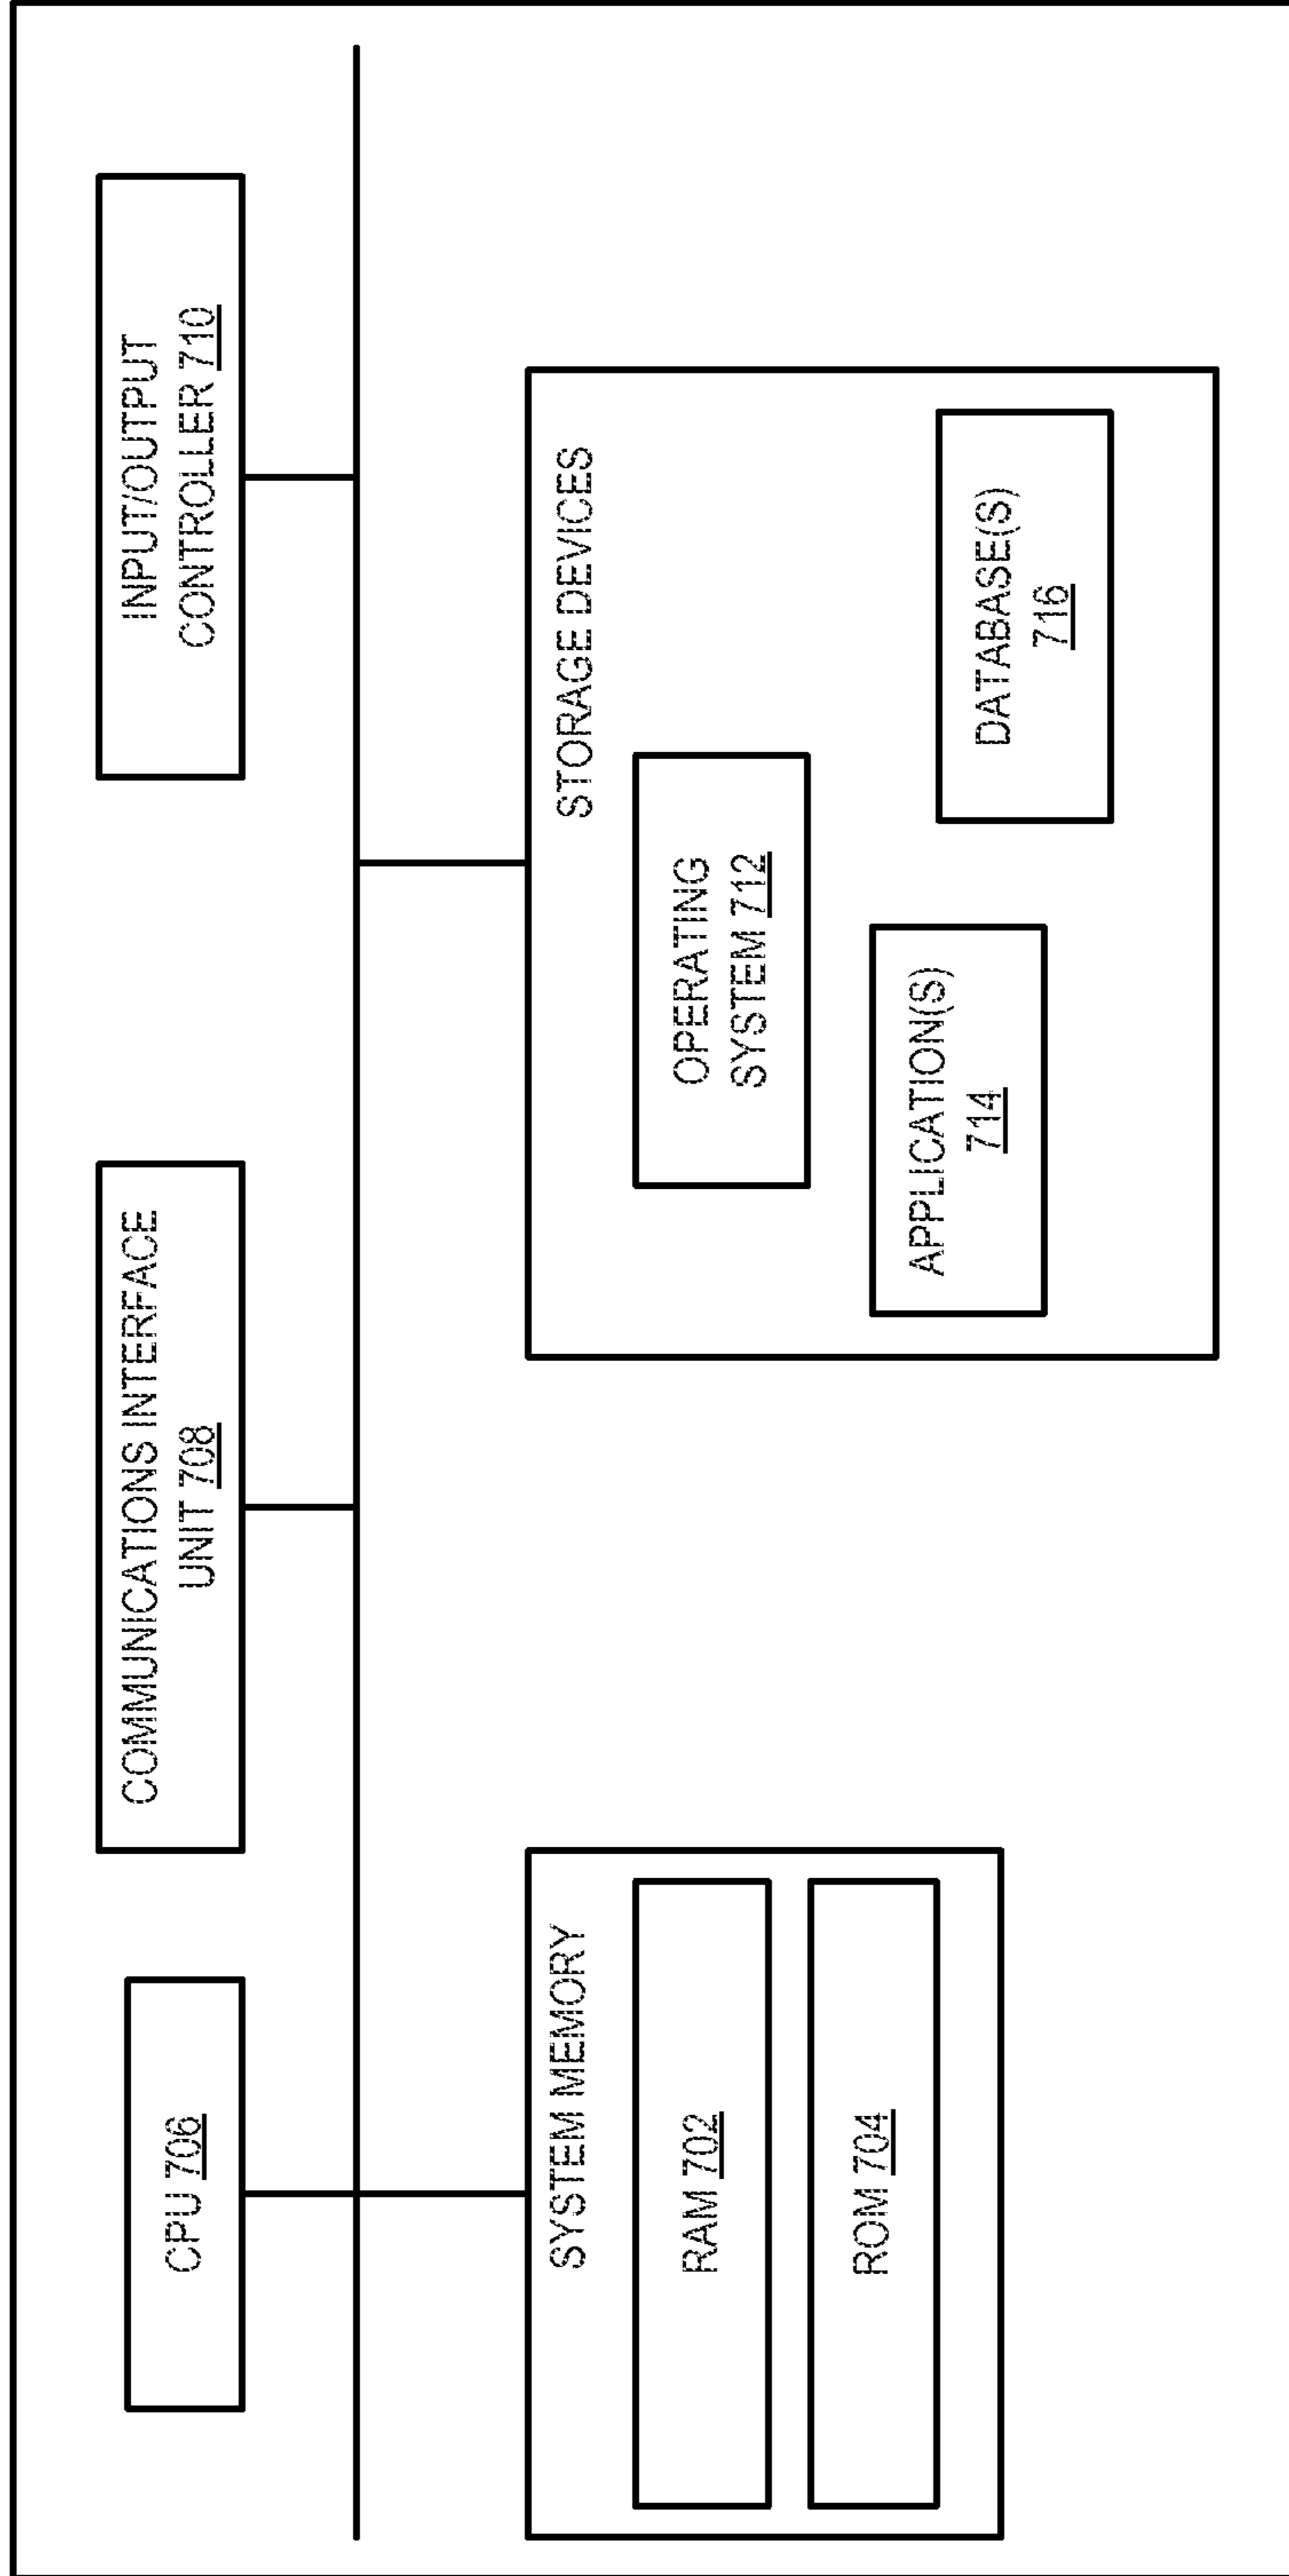 CPU 706
COMMUNICATIONS INTERFACE
UNIT 708
INPUT/OUTPUT
CONTROLLER 710
SYSTEM MEMORY
RAM 702
ROM 704
STORAGE DEVICES
OPERATING
SYSTEM 712
APPLICATION(S)
714
DATABASE(S)
716